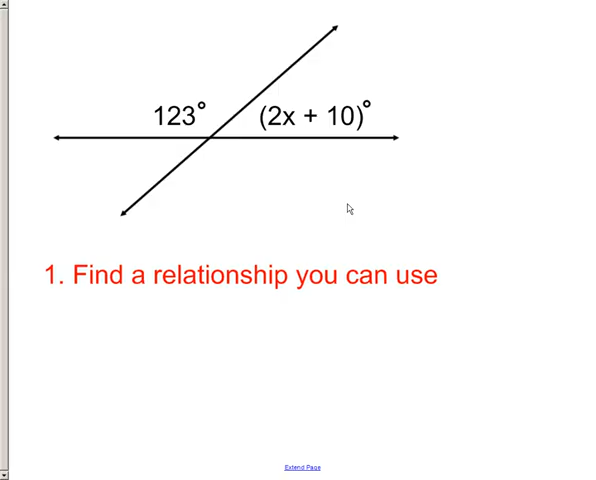 123° (2x + 10)°
1. Find a relationship you can use
Extend Page